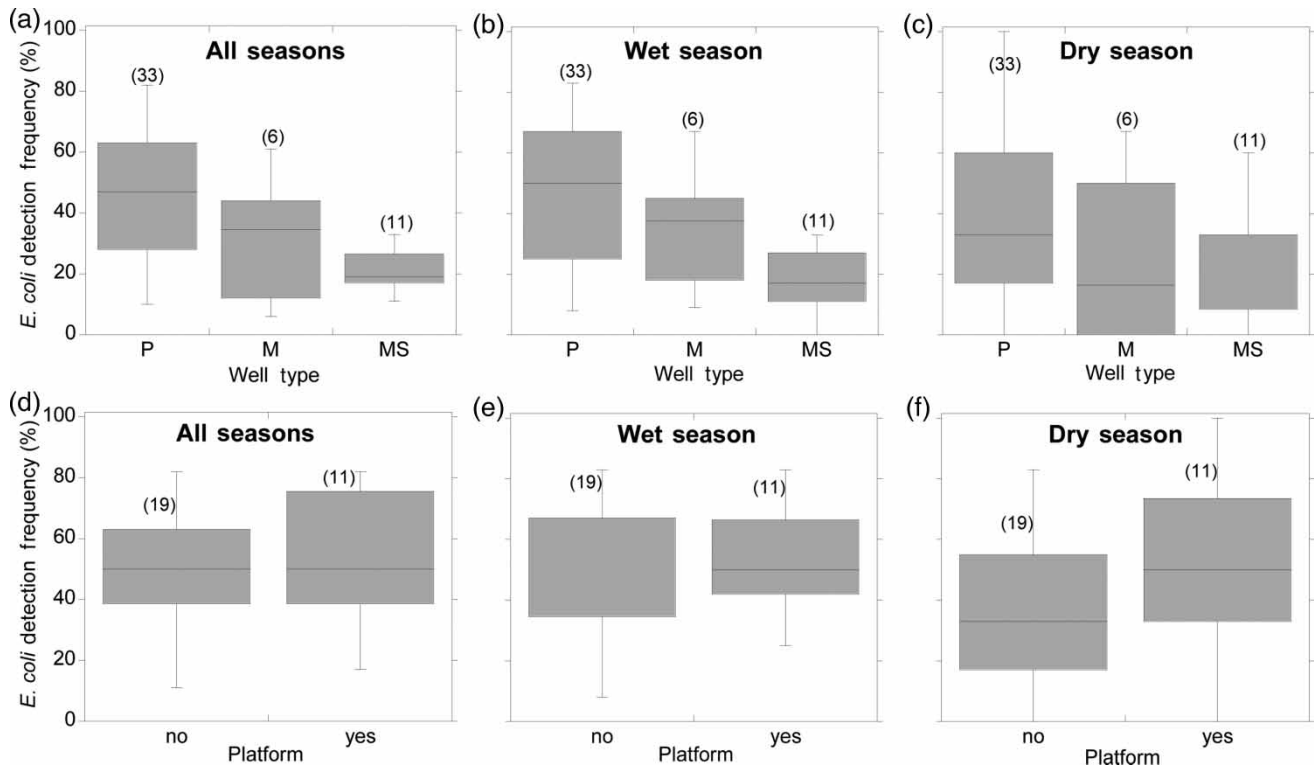 (a)
All seasons
E. coli detection frequency (%)
100
80
60
40
20
0
(33)
(6)
(11)
P M MS
Well type
(b)
Wet season
(33)
(6)
(11)
P M MS
Well type
(c)
Dry season
(33)
(6)
(11)
P M MS
Well type
(d)
All seasons
E. coli detection frequency (%)
100
80
60
40
20
0
(19)
(11)
no yes
Platform
(e)
Wet season
(19)
(11)
no yes
Platform
(f)
Dry season
(19)
(11)
no yes
Platform